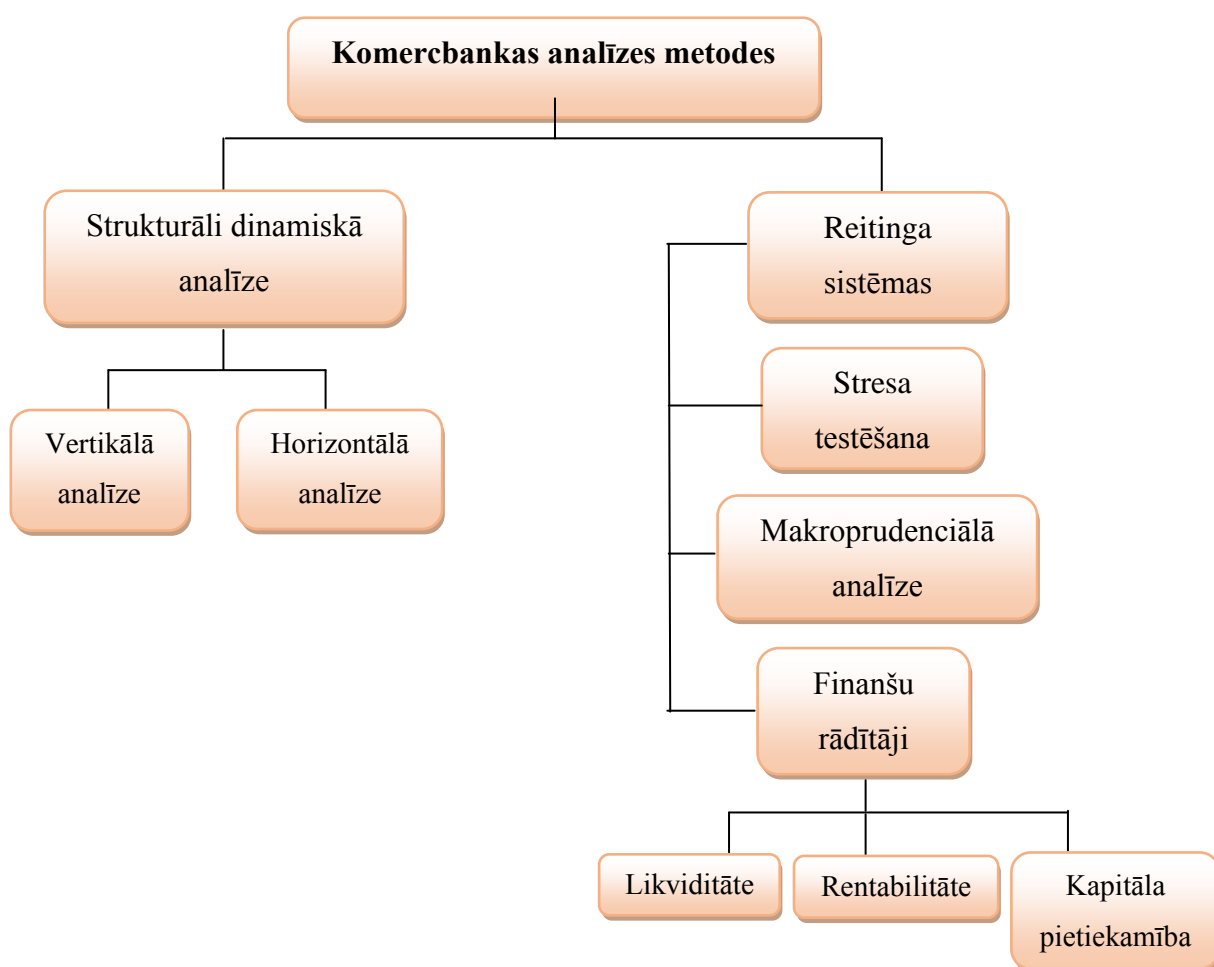 Komercbankas analīzes metodes
Strukturāli dinamiskā
analīze
Vertikālā
analīze
Horizontālā
analīze
Reitinga
sistēmas
Stresa
testēšana
Makroprudenciālā
analīze
Finanšu
rādītāji
Likviditāte
Rentabilitāte
Kapitāla
pietiekamība